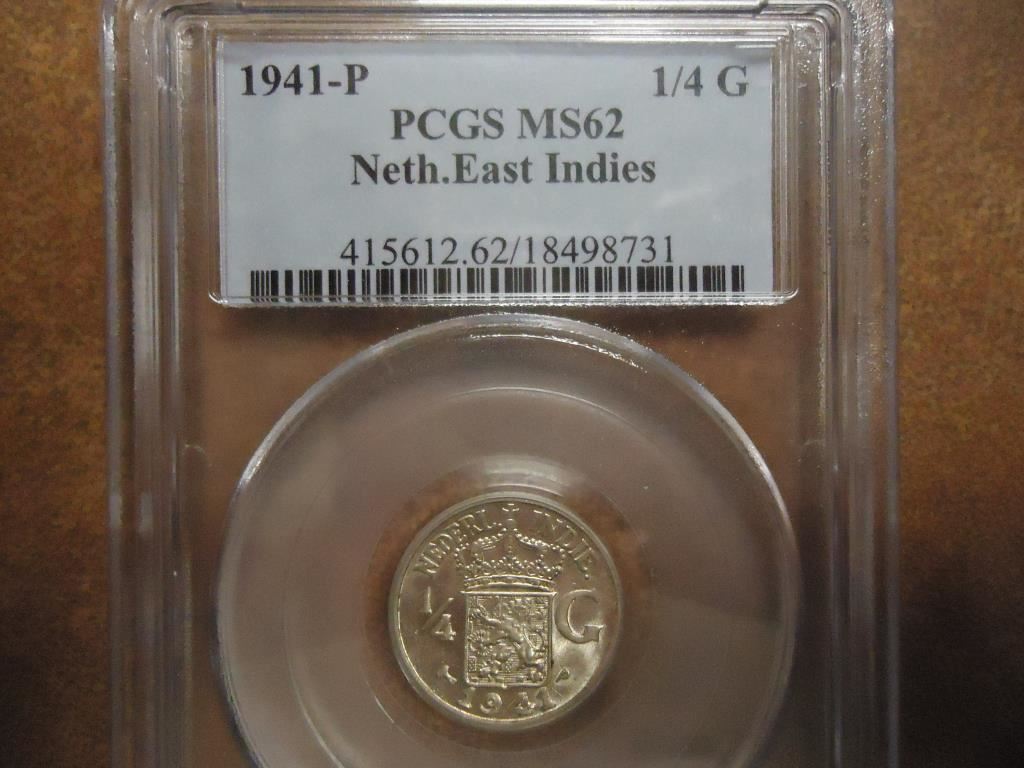 1941-P 1/4 G
PCGS MS62
Neth.East Indies
415612.62/18498731
NEDERL. INDIE.
1/4 G
1941 P